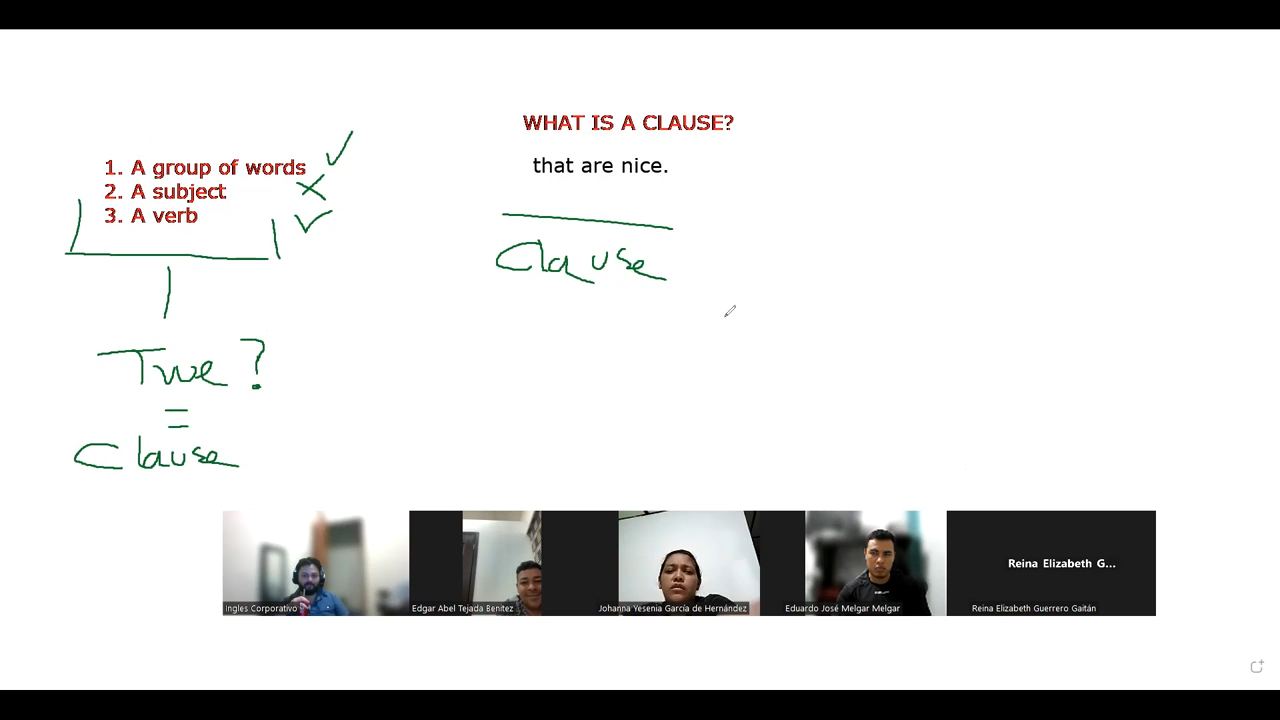 WHAT IS A CLAUSE?
that are nice.
1. A group of words
2. A subject
3. A verb
Clause
True?
=
Clause
Reina Elizabeth G...
Ingles Corporativo
Edgar Abel Tejada Benitez
Johanna Yesenia García de Hernández
Eduardo José Melgar Melgar
Reina Elizabeth Guerrero Gaitán